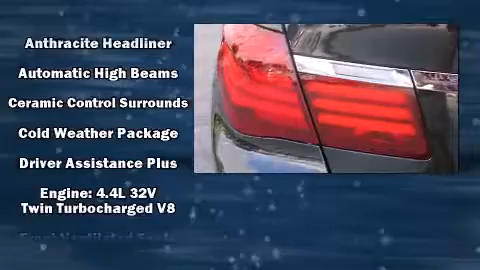 Anthracite Headliner
Automatic High Beams
Ceramic Control Surrounds
Cold Weather Package
Driver Assistance Plus
Engine: 4.4L 32V
Twin Turbocharged V8